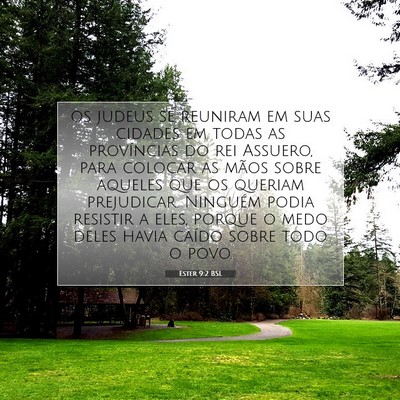 Os judeus se reuniram em suas
cidades em todas as
províncias do rei Assuero,
para colocar as mãos sobre
aqueles que os queriam
prejudicar. Ninguém podia
resistir a eles, porque o medo
deles havia caído sobre todo
o povo.
Ester 9:2 BSL